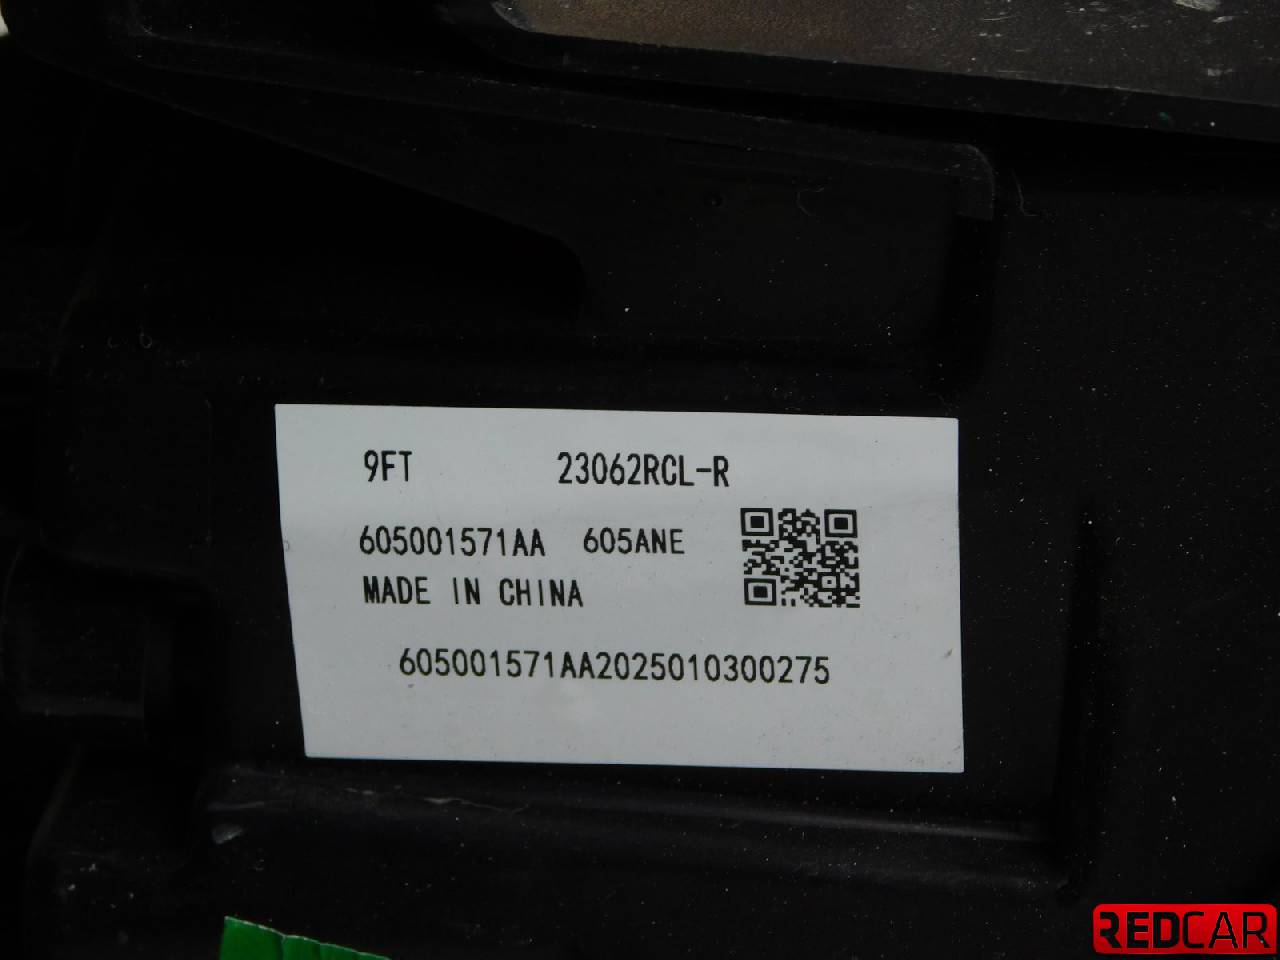 9FT 23062RCL-R
605001571AA 605ANE
MADE IN CHINA
605001571AA2025010300275
REDCAR